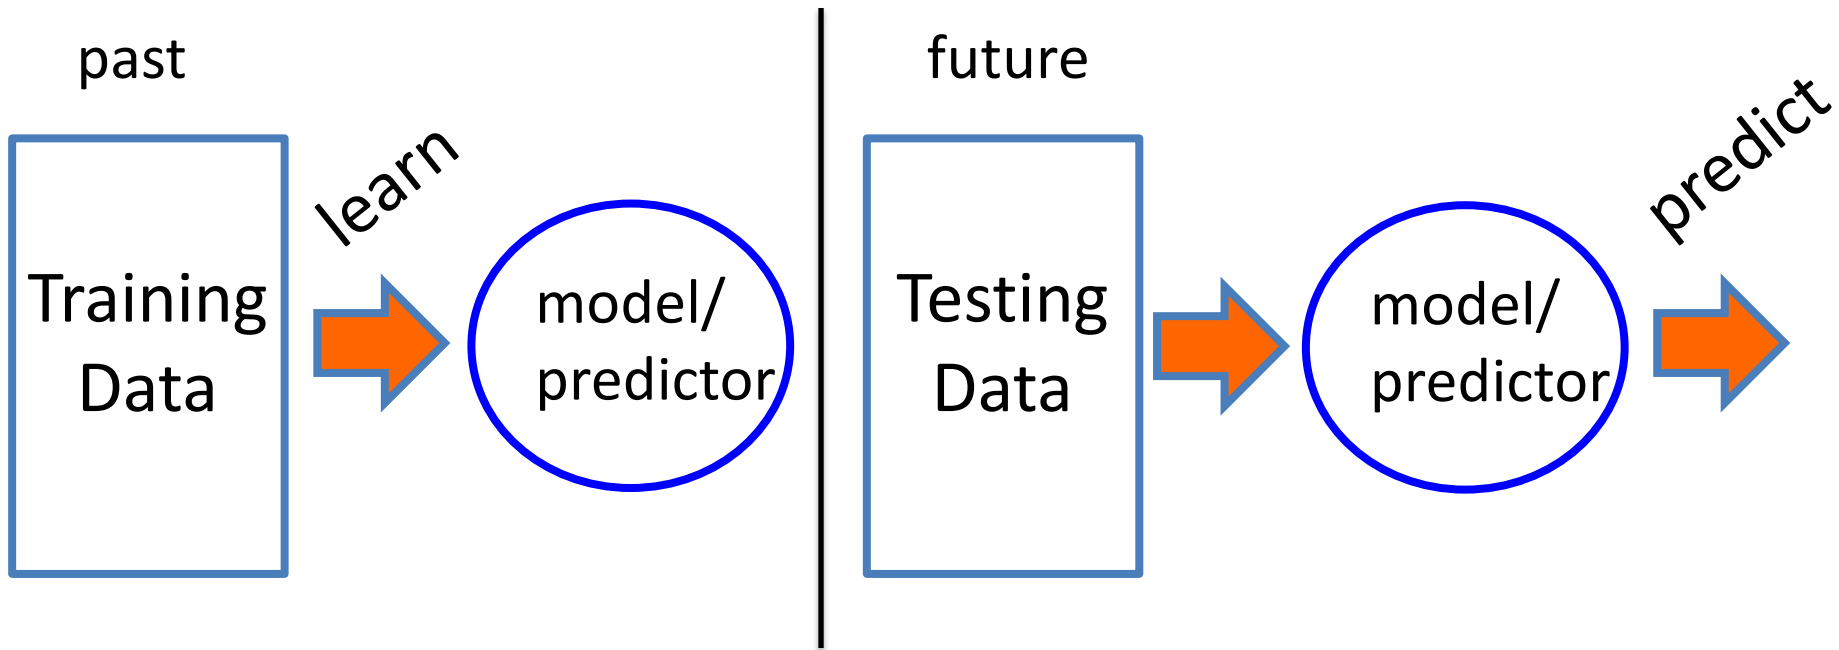 past
learn
Training
Data
model/
predictor
future
Testing
Data
model/
predictor
predict